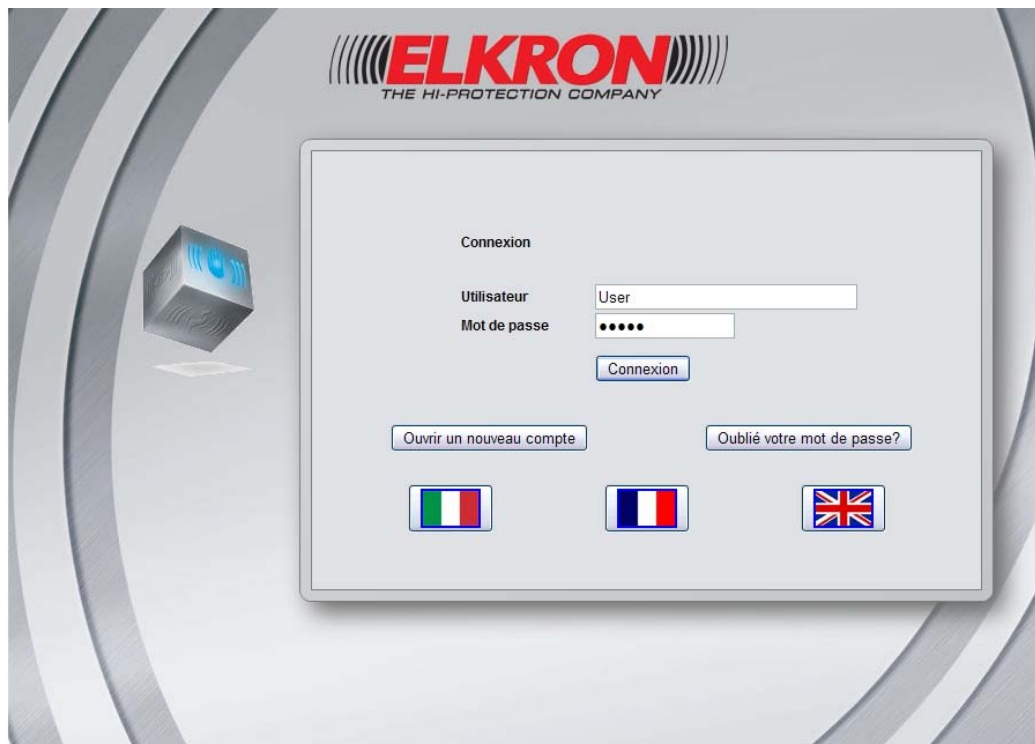 ELKRON
THE HI-PROTECTION COMPANY
Connexion
Utilisateur User
Mot de passe •••••
Connexion
Ouvrir un nouveau compte Oublié votre mot de passe?